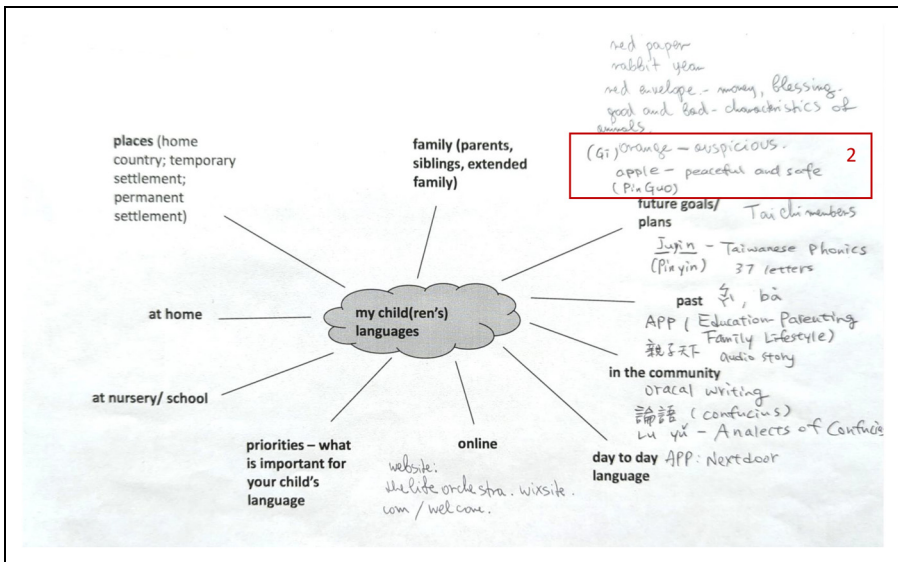 red paper
rabbit year
red envelope - money, blessing.
good and bad - characteristics of
animals.
(Gi) orange - auspicious.
2
apple - peaceful and safe
(Pin Guo)
places (home
country; temporary
settlement;
permanent
settlement)
family (parents,
siblings, extended
family)
future goals/
plans
Tai chi members
Jupin - Taiwanese Phonics
(Pinyin) 37 letters
at home
my child(ren's)
languages
past
, bà
APP (Education Parenting
Family Lifestyle)
親子天下 audio story
in the community
oracal writing
at nursery/ school
論語 (confucius)
Lu yǔ - Analects of Confucius
priorities – what
is important for
your child's
language
online
website:
thelifeorchestra.wixsite.
com/welcome.
day to day
language
APP: Nextdoor